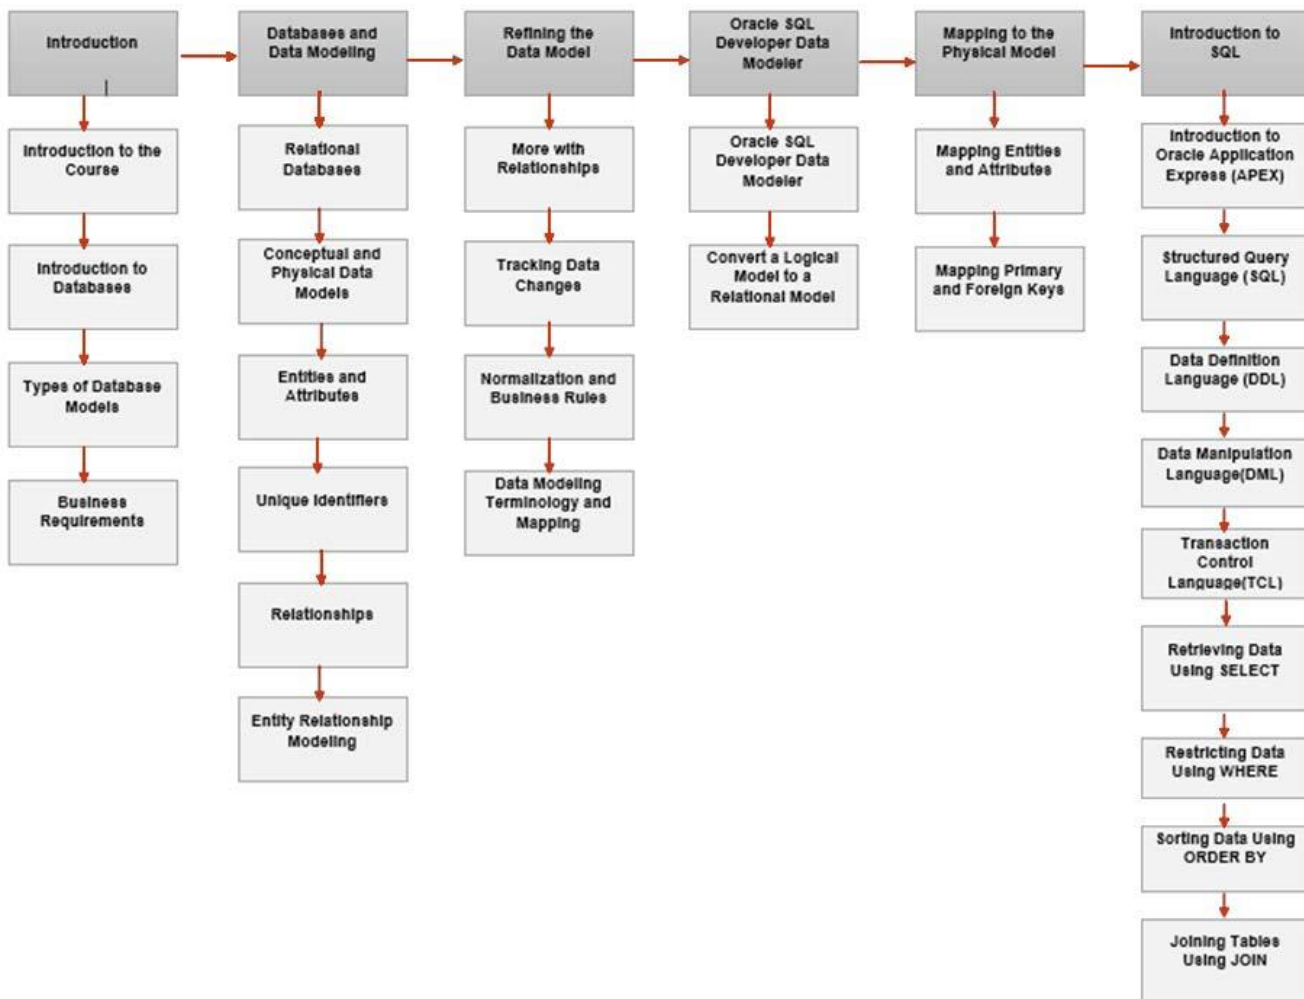 Introduction
Introduction to the
Course
Introduction to
Databases
Types of Database
Models
Business
Requirements
Databases and
Data Modeling
Relational
Databases
Conceptual and
Physical Data
Models
Entities and
Attributes
Unique Identifiers
Relationships
Entity Relationship
Modeling
Refining the
Data Model
More with
Relationships
Tracking Data
Changes
Normalization and
Business Rules
Data Modeling
Terminology and
Mapping
Oracle SQL
Developer Data
Modeler
Oracle SQL
Developer Data
Modeler
Convert a Logical
Model to a
Relational Model
Mapping to the
Physical Model
Mapping Entities
and Attributes
Mapping Primary
and Foreign Keys
Introduction to
SQL
Introduction to
Oracle Application
Express (APEX)
Structured Query
Language (SQL)
Data Definition
Language (DDL)
Data Manipulation
Language(DML)
Transaction
Control
Language(TCL)
Retrieving Data
Using SELECT
Restricting Data
Using WHERE
Sorting Data Using
ORDER BY
Joining Tables
Using JOIN